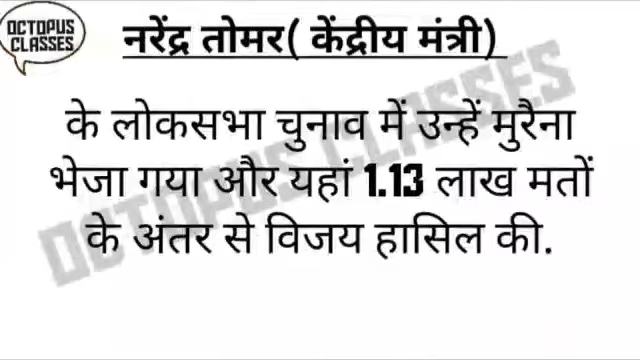 OCTOPUS
CLASSES
नरेंद्र तोमर( केंद्रीय मंत्री)
के लोकसभा चुनाव में उन्हें मुरैना
भेजा गया और यहां 1.13 लाख मतों
के अंतर से विजय हासिल की.
OCTOPUS CLASSES